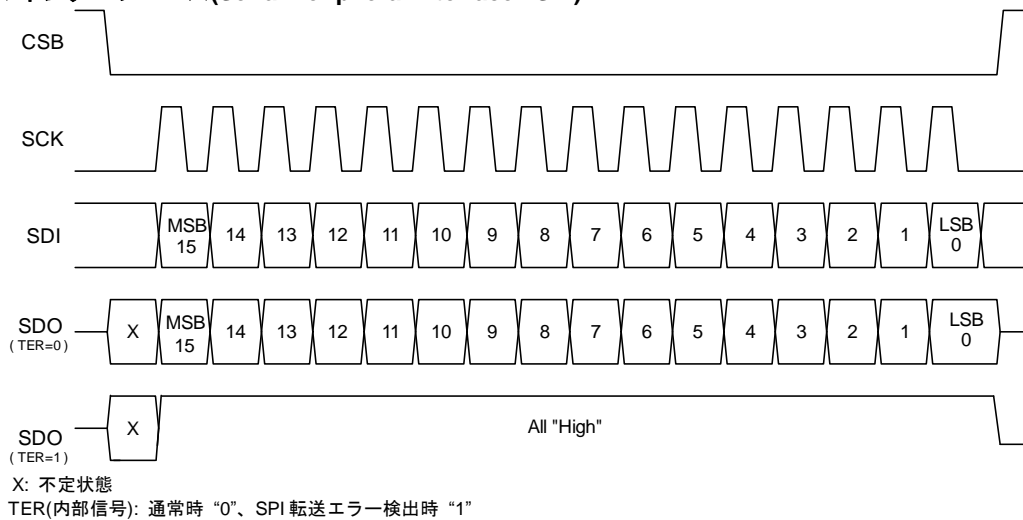 CSB
SCK
SDI MSB 15 14 13 12 11 10 9 8 7 6 5 4 3 2 1 LSB 0
SDO (TER=0) X MSB 15 14 13 12 11 10 9 8 7 6 5 4 3 2 1 LSB 0
SDO (TER=1) X All "High"
X: 不定状態
TER(内部信号): 通常時 “0”、SPI 転送エラー検出時 “1”